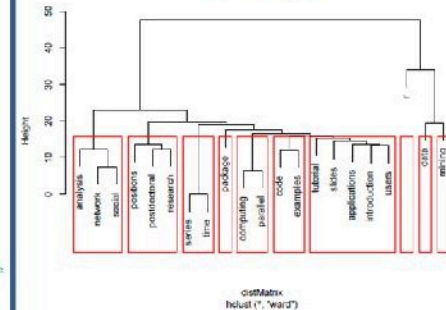 50
40
30
20
10
0
Height
analysis
network
social
positions
postdoctoral
research
series
time
package
computing
parallel
code
examples
tutorial
slides
applications
introduction
users
r
data
mining
distMatrix
hclust (*, "ward")